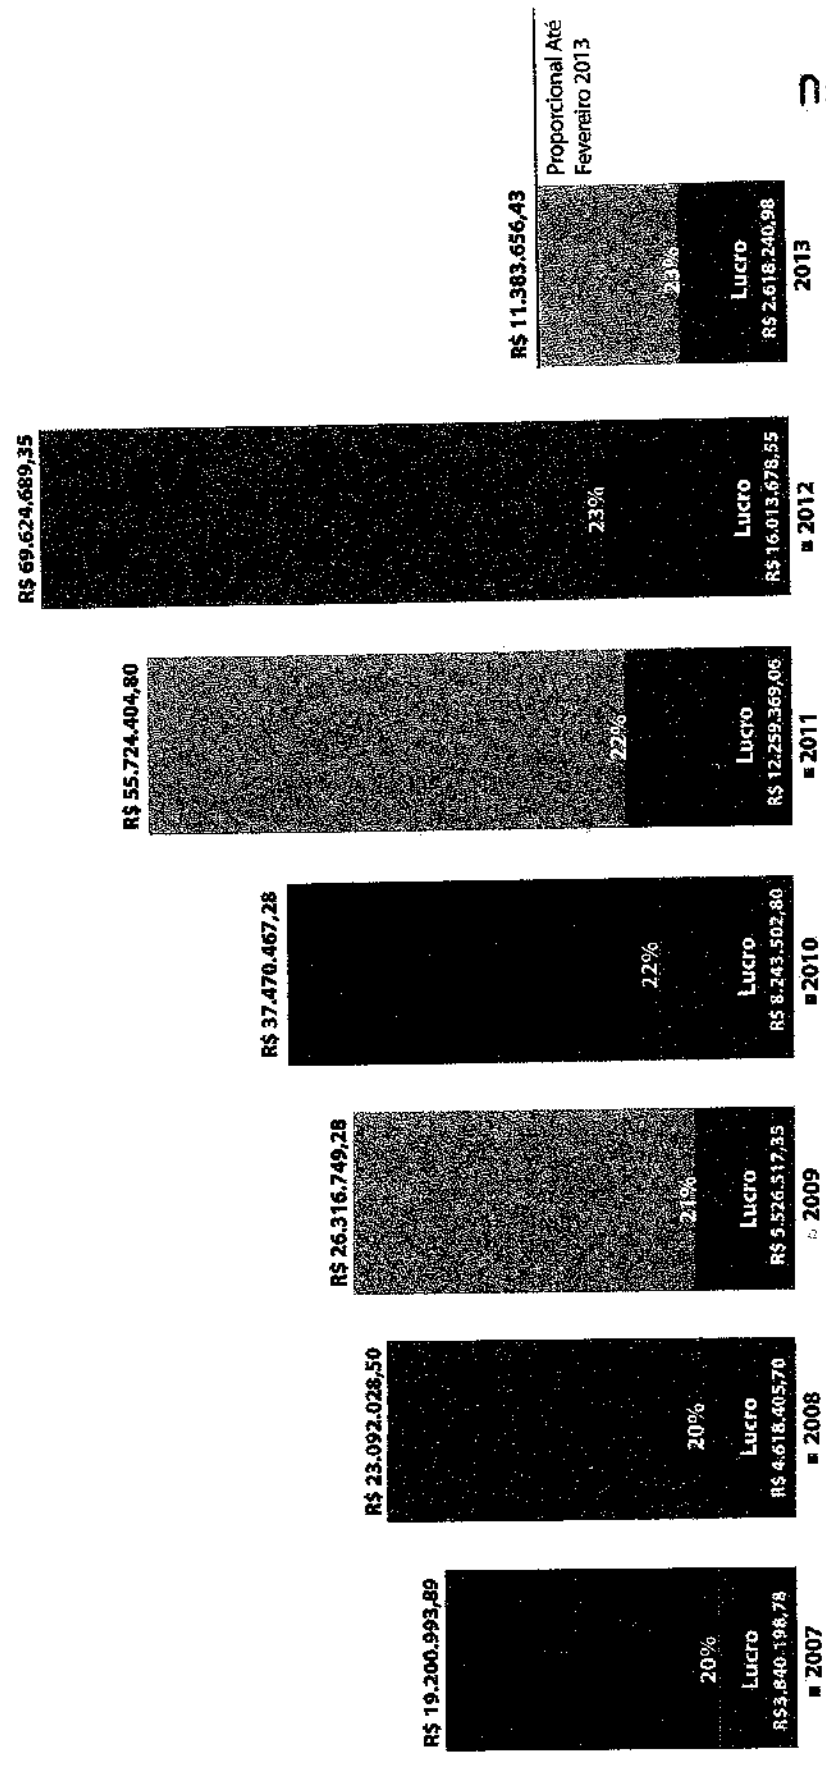 R$ 19.200.993,89
20%
Lucro
R$3.840.198,78
2007
R$ 23.092.028,50
20%
Lucro
R$ 4.618.405,70
2008
R$ 26.316.749,28
21%
Lucro
R$ 5.526.517,35
2009
R$ 37.470.467,28
22%
Lucro
R$ 8.243.502,80
2010
R$ 55.724.404,80
22%
Lucro
R$ 12.259.369,06
2011
R$ 69.624.689,35
23%
Lucro
R$ 16.013.678,55
2012
R$ 11.383.656,43
Proporcional Até
Fevereiro 2013
23%
Lucro
R$ 2.618.240,98
2013